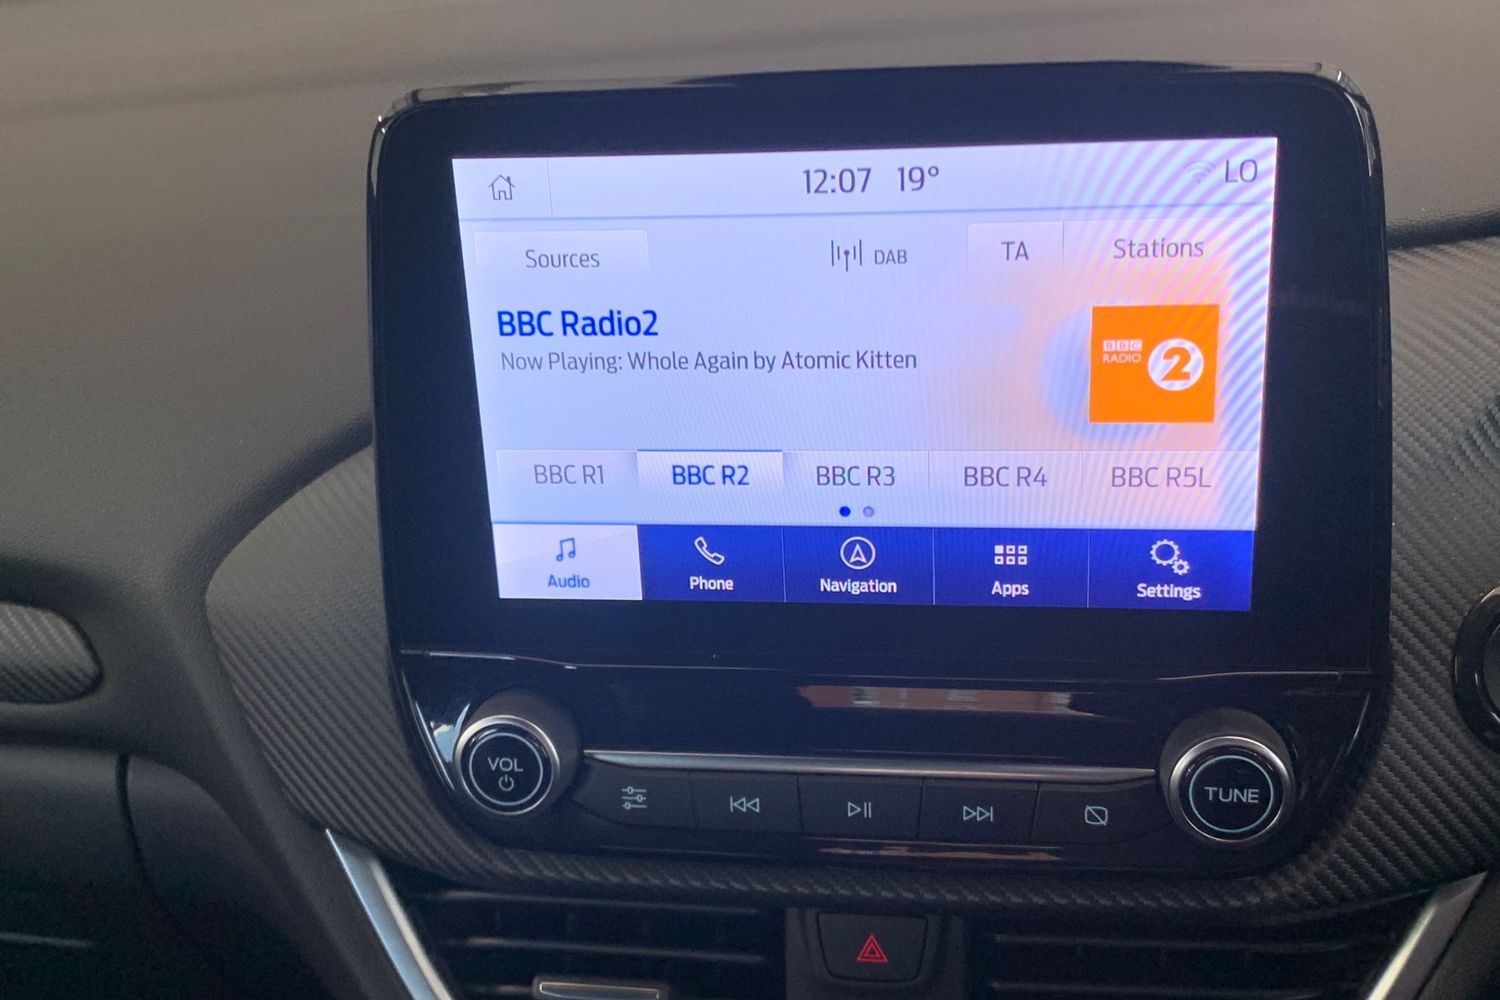 12:07 19° LO
Sources DAB TA Stations
BBC Radio2
Now Playing: Whole Again by Atomic Kitten
BBC
RADIO 2
BBC R1 BBC R2 BBC R3 BBC R4 BBC R5L
Audio Phone Navigation Apps Settings
VOL TUNE